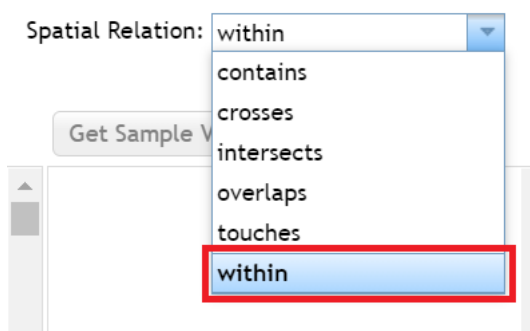 Spatial Relation: within
contains
crosses
Get Sample V
intersects
overlaps
touches
within